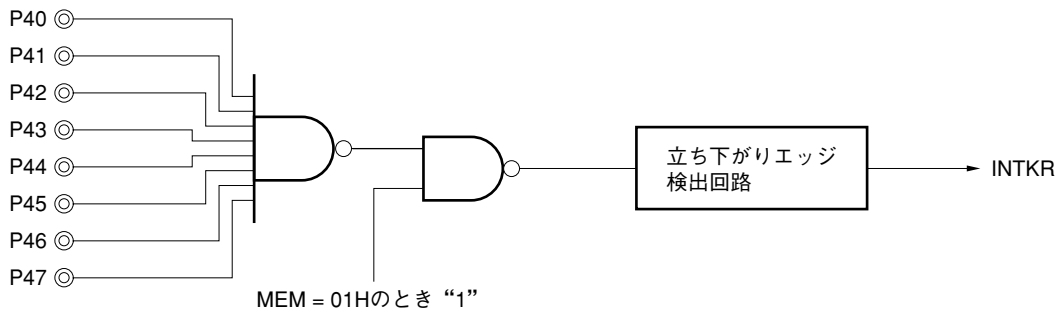 P40
P41
P42
P43
P44
P45
P46
P47
立ち下がりエッジ
検出回路
INTKR
MEM = 01Hのとき “1”